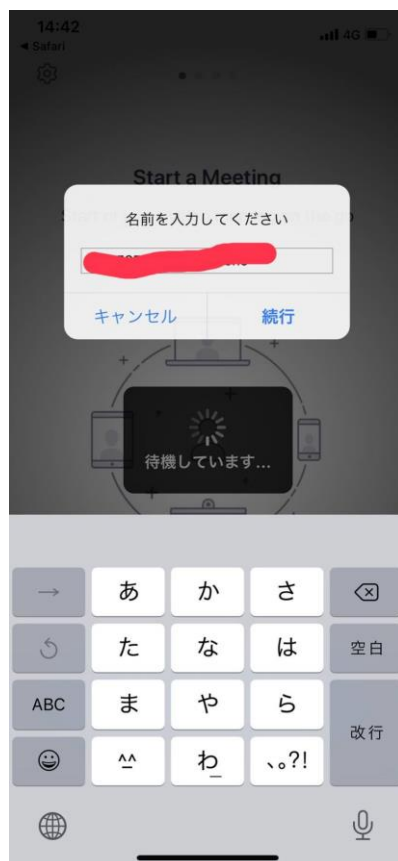 14:42
4G
◀ Safari
Start a Meeting
名前を入力してください
キャンセル
続行
待機しています...
→
あ
か
さ
た
な
は
空白
ABC
ま
や
ら
改行
^^
わ_
、。?!